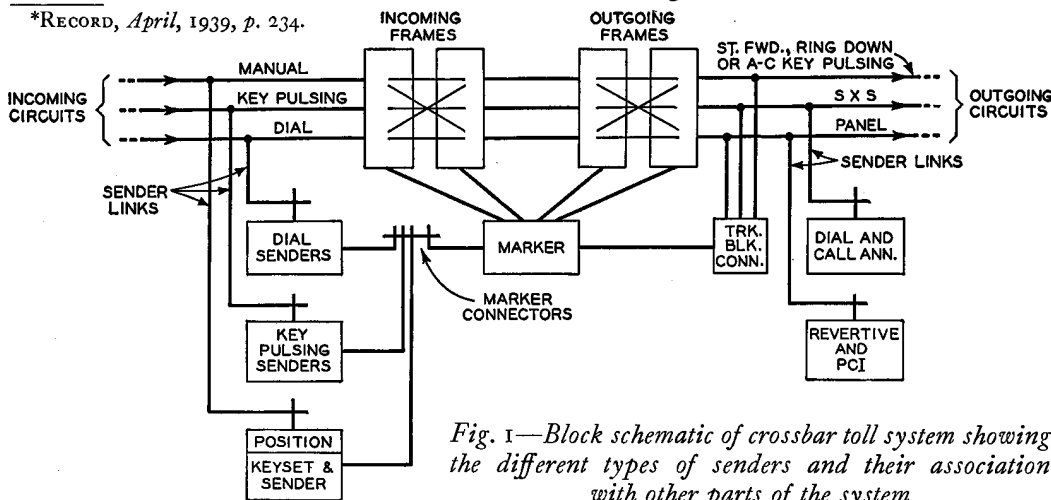 *RECORD, April, 1939, p. 234.
INCOMING
FRAMES
OUTGOING
FRAMES
ST. FWD., RING DOWN
OR A-C KEY PULSING
MANUAL
INCOMING
CIRCUITS
KEY PULSING
DIAL
S X S
PANEL
OUTGOING
CIRCUITS
SENDER
LINKS
SENDER LINKS
DIAL
SENDERS
MARKER
TRK.
BLK.
CONN.
DIAL AND
CALL ANN.
MARKER
CONNECTORS
KEY
PULSING
SENDERS
REVERTIVE
AND
PCI
POSITION
KEYSET &
SENDER
Fig. 1—Block schematic of crossbar toll system showing
the different types of senders and their association
with other parts of the system